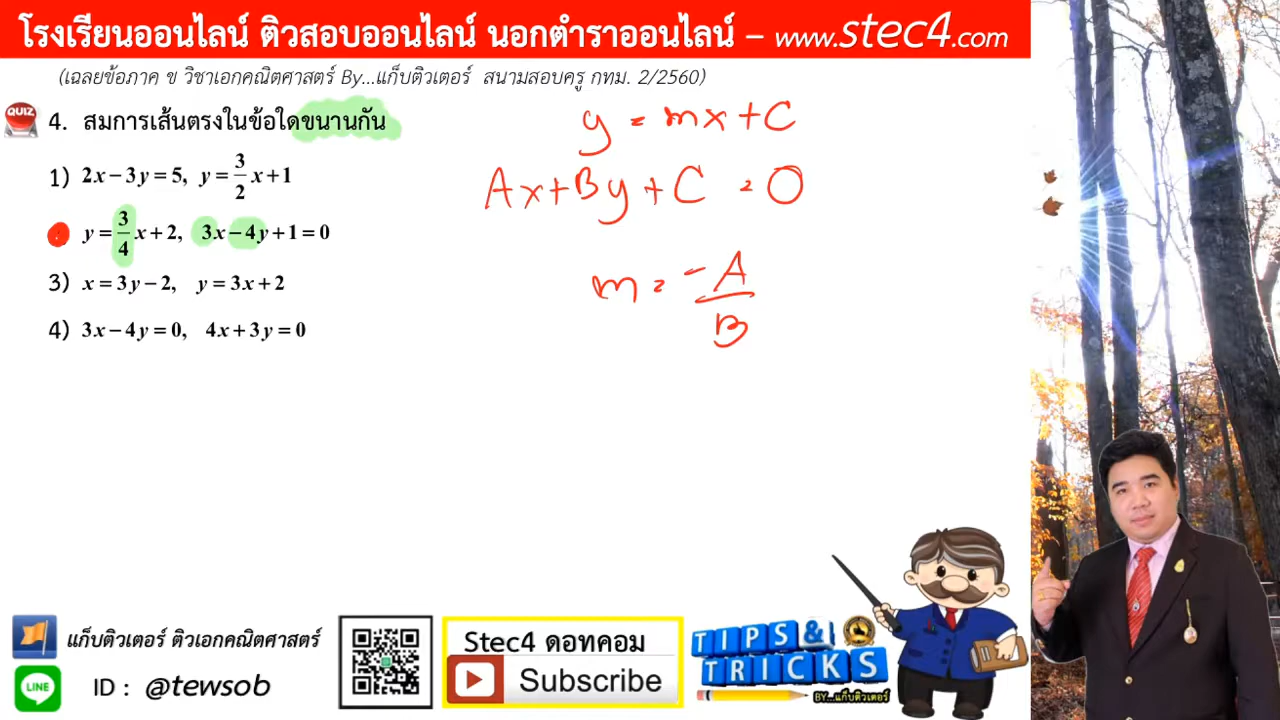 โรงเรียนออนไลน์ ติวสอบออนไลน์ นอกตำราออนไลน์ – www.stec4.com
(เฉลยข้อภาค ข วิชาเอกคณิตศาสตร์ By...แก็บติวเตอร์ สนามสอบครู กทม. 2/2560)
QUIZ 4. สมการเส้นตรงในข้อใดขนานกัน
1) 2x – 3y = 5, y = 3/2 x + 1
y = 3/4 x + 2, 3x – 4y + 1 = 0
3) x = 3y – 2, y = 3x + 2
4) 3x – 4y = 0, 4x + 3y = 0
y = mx + C
Ax + By + C = 0
m = -A/B
แก็บติวเตอร์ ติวเอกคณิตศาสตร์
LINE ID : @tewsob
Stec4 ดอทคอม
Subscribe
TIPS &
TRICKS
BY...แก็บติวเตอร์